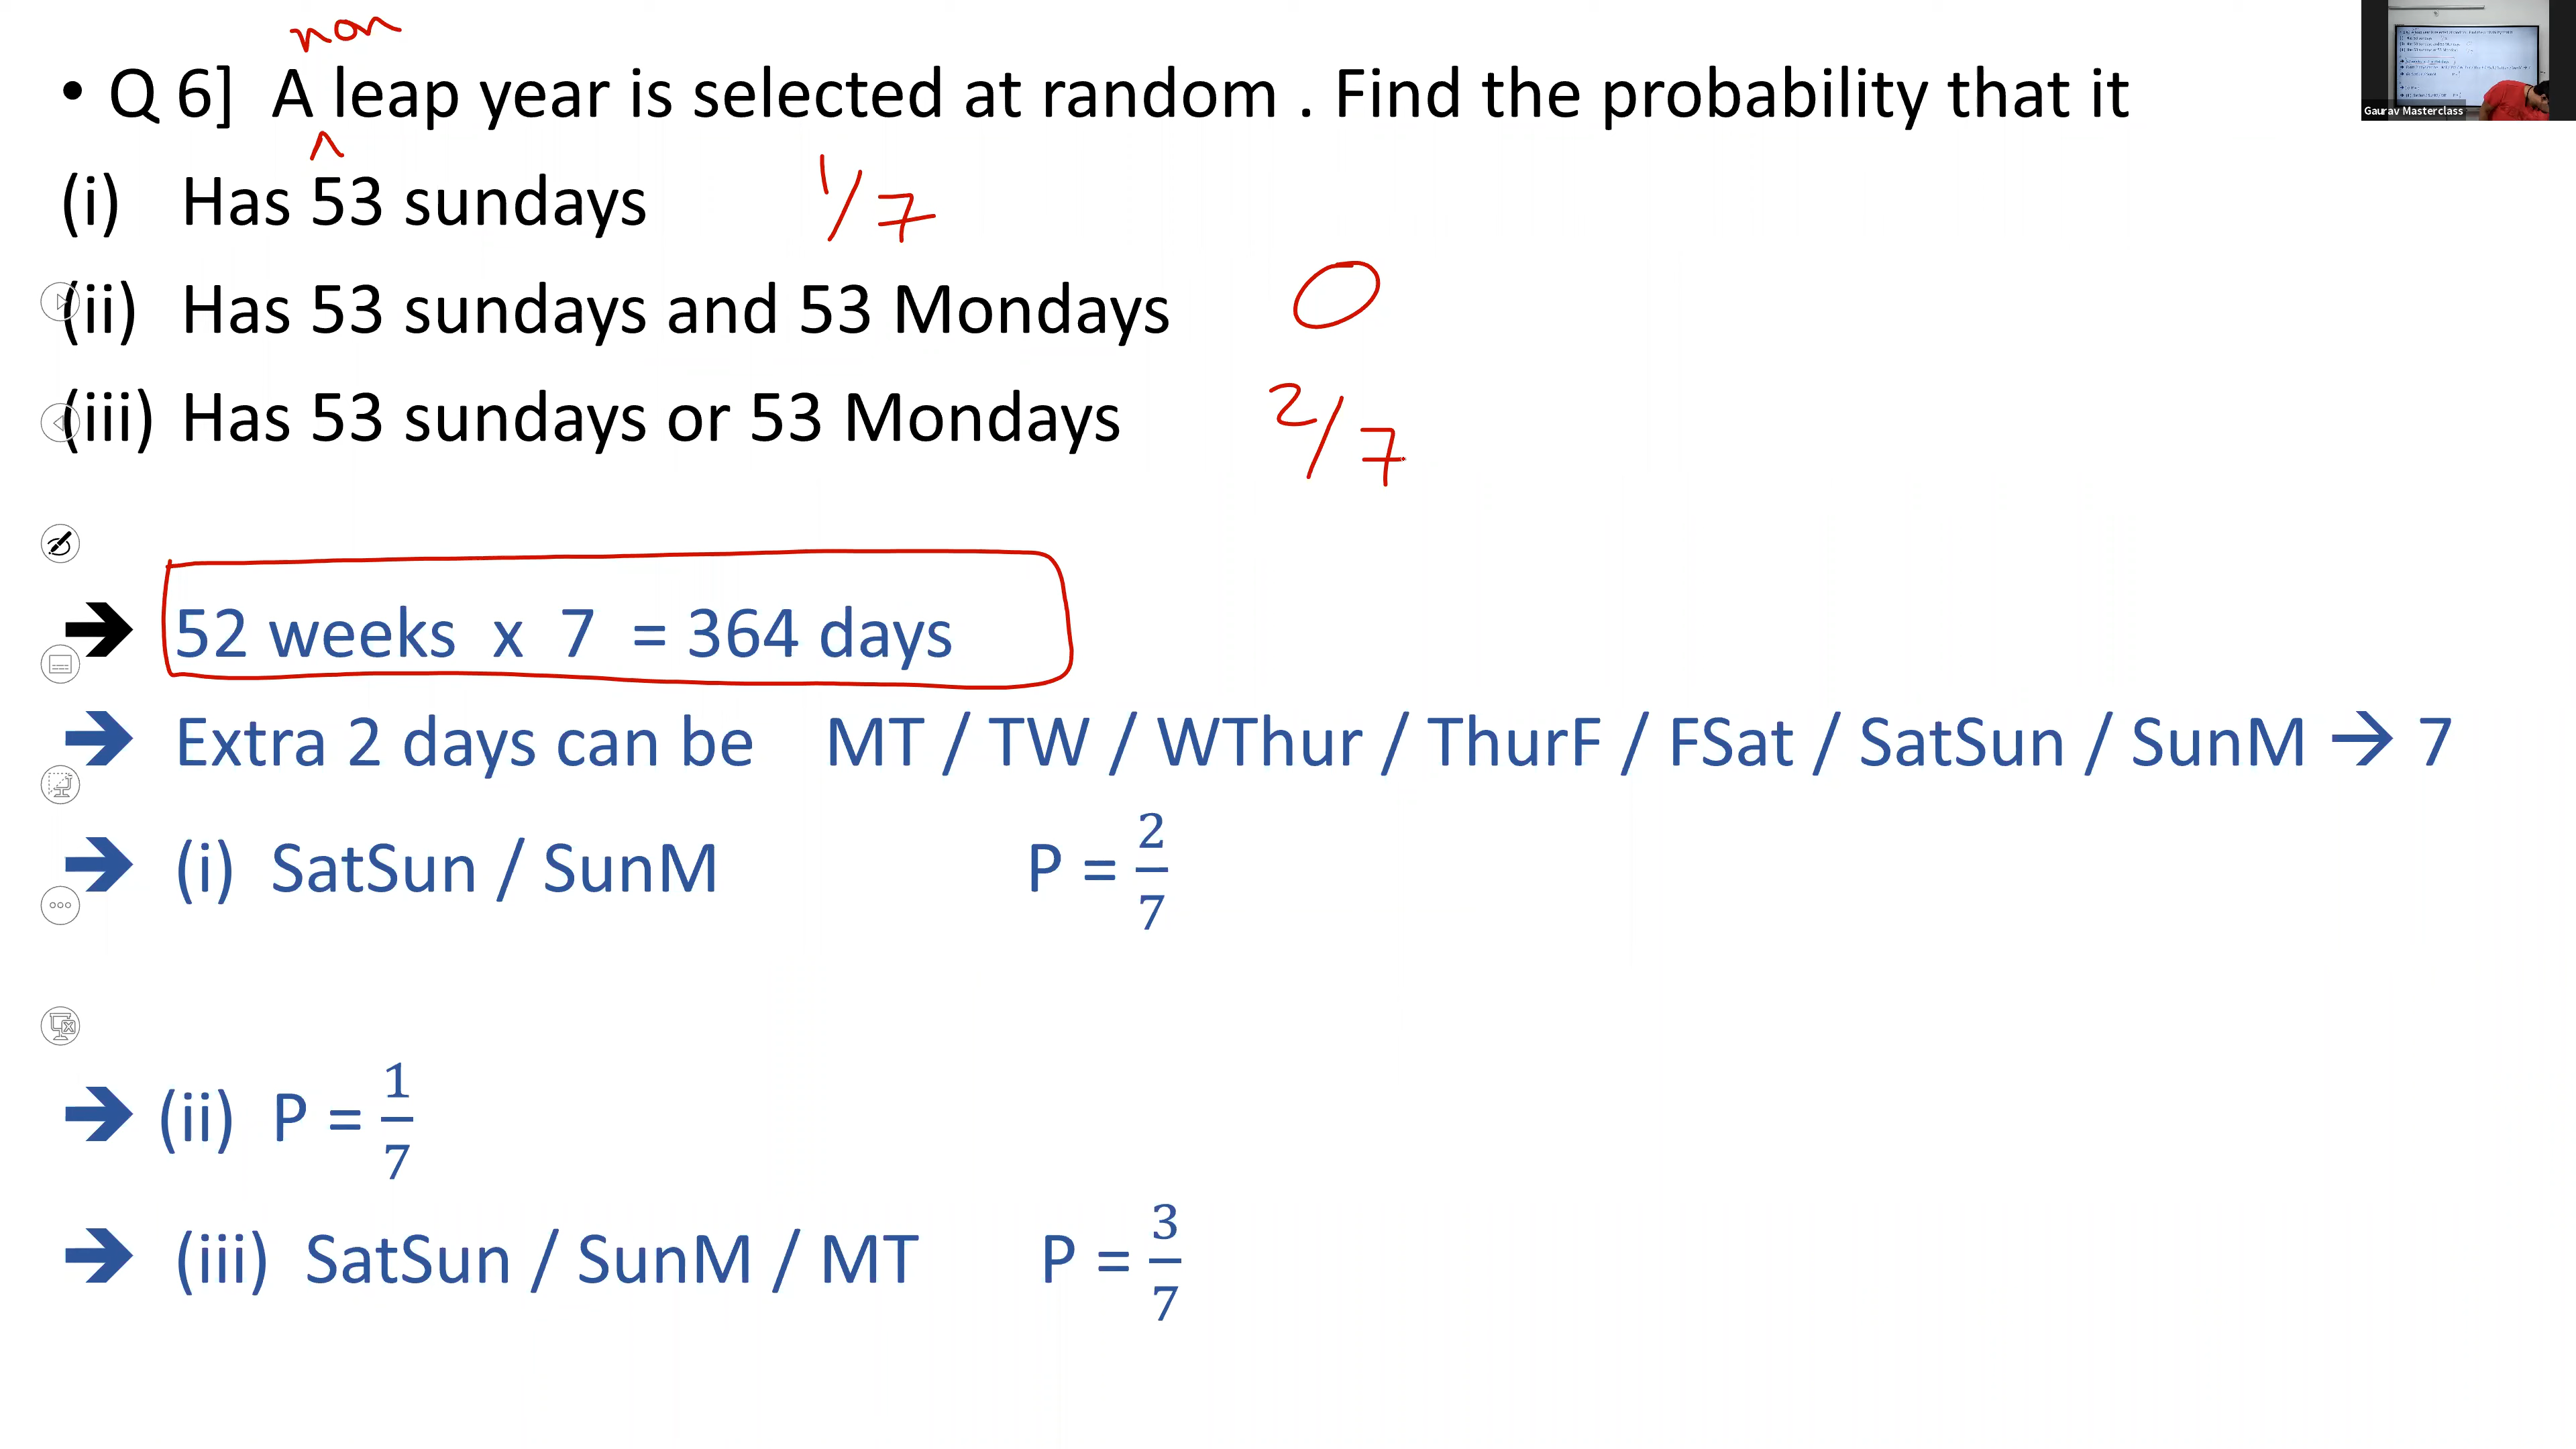 non
• Q 6] A leap year is selected at random . Find the probability that it
^
(i) Has 53 sundays 1/7
(ii) Has 53 sundays and 53 Mondays 0
(iii) Has 53 sundays or 53 Mondays 2/7
➔ 52 weeks x 7 = 364 days
➔ Extra 2 days can be MT / TW / WThur / ThurF / FSat / SatSun / SunM → 7
➔ (i) SatSun / SunM P = 2/7
➔ (ii) P = 1/7
➔ (iii) SatSun / SunM / MT P = 3/7
Gaurav Masterclass